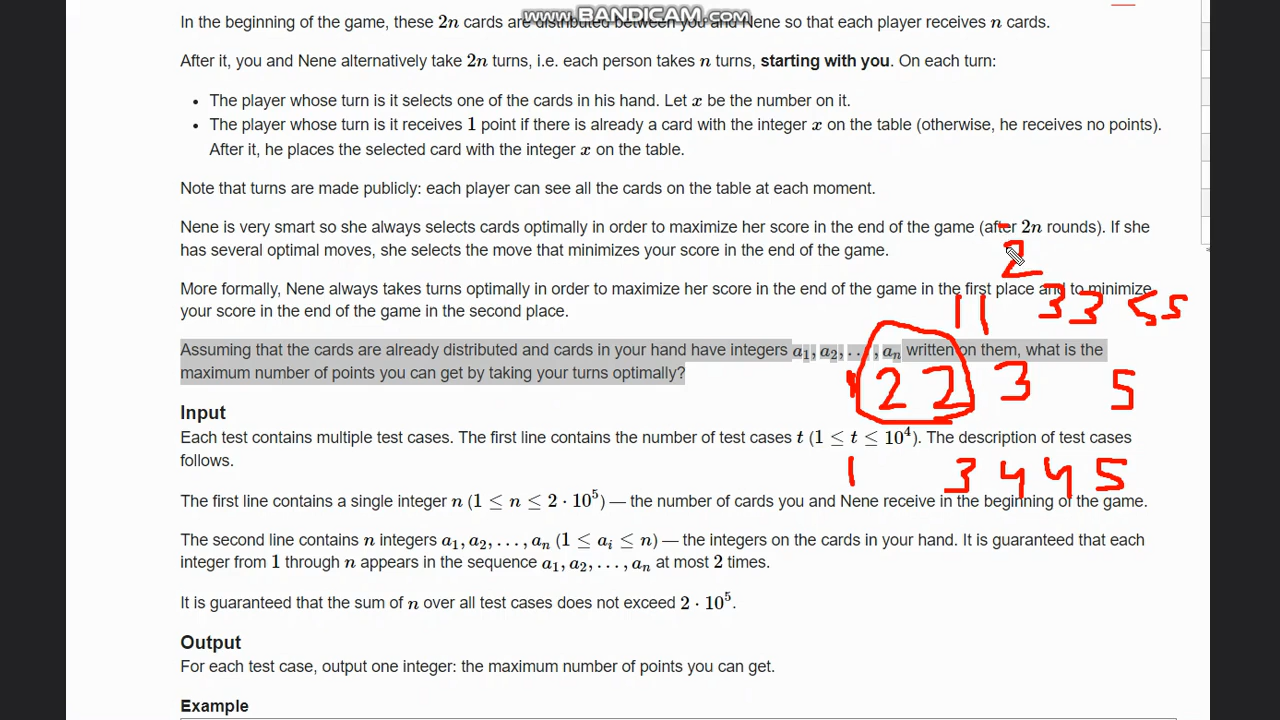 www.BANDICAM.com
In the beginning of the game, these 2n cards are distributed between you and Nene so that each player receives n cards.
After it, you and Nene alternatively take 2n turns, i.e. each person takes n turns, starting with you. On each turn:
• The player whose turn is it selects one of the cards in his hand. Let x be the number on it.
• The player whose turn is it receives 1 point if there is already a card with the integer x on the table (otherwise, he receives no points).
After it, he places the selected card with the integer x on the table.
Note that turns are made publicly: each player can see all the cards on the table at each moment.
Nene is very smart so she always selects cards optimally in order to maximize her score in the end of the game (after 2n rounds). If she
has several optimal moves, she selects the move that minimizes your score in the end of the game.
2
More formally, Nene always takes turns optimally in order to maximize her score in the end of the game in the first place and to minimize
your score in the end of the game in the second place.
11 33 55
Assuming that the cards are already distributed and cards in your hand have integers a₁, a₂, …, aₙ written on them, what is the
maximum number of points you can get by taking your turns optimally?
1 2 2 3 5
Input
Each test contains multiple test cases. The first line contains the number of test cases t (1 ≤ t ≤ 10⁴). The description of test cases
follows.
1 3 4 4 5
The first line contains a single integer n (1 ≤ n ≤ 2 · 10⁵) — the number of cards you and Nene receive in the beginning of the game.
The second line contains n integers a₁, a₂, …, aₙ (1 ≤ aᵢ ≤ n) — the integers on the cards in your hand. It is guaranteed that each
integer from 1 through n appears in the sequence a₁, a₂, …, aₙ at most 2 times.
It is guaranteed that the sum of n over all test cases does not exceed 2 · 10⁵.
Output
For each test case, output one integer: the maximum number of points you can get.
Example